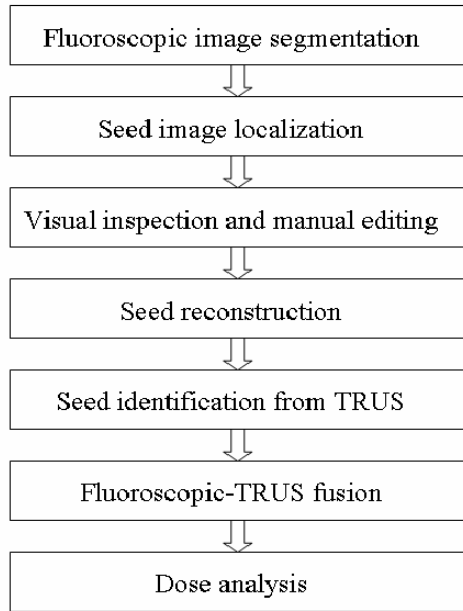 Fluoroscopic image segmentation
Seed image localization
Visual inspection and manual editing
Seed reconstruction
Seed identification from TRUS
Fluoroscopic-TRUS fusion
Dose analysis